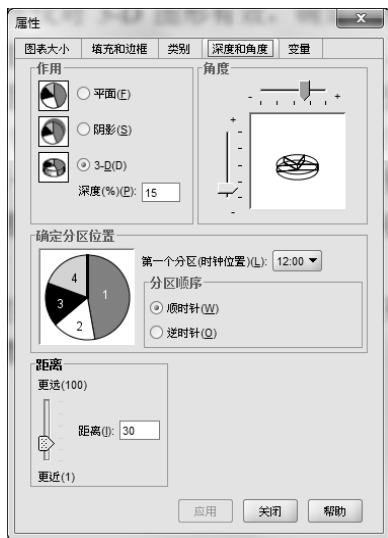 属性
图表大小 填充和边框 类别 深度和角度 变量
作用
平面(F)
阴影(S)
3-D(D)
深度(%)(P): 15
角度
- +
+
-
确定分区位置
第一个分区(时钟位置)(L): 12:00
分区顺序
顺时针(W)
逆时针(O)
4
1
3
2
距离
更远(100)
距离(I): 30
更近(1)
应用 关闭 帮助